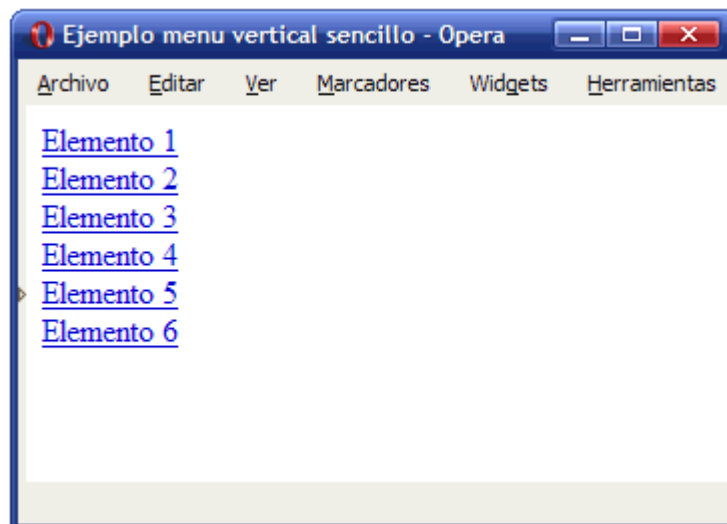 Ejemplo menu vertical sencillo - Opera
Archivo Editar Ver Marcadores Widgets Herramientas
Elemento 1
Elemento 2
Elemento 3
Elemento 4
Elemento 5
Elemento 6